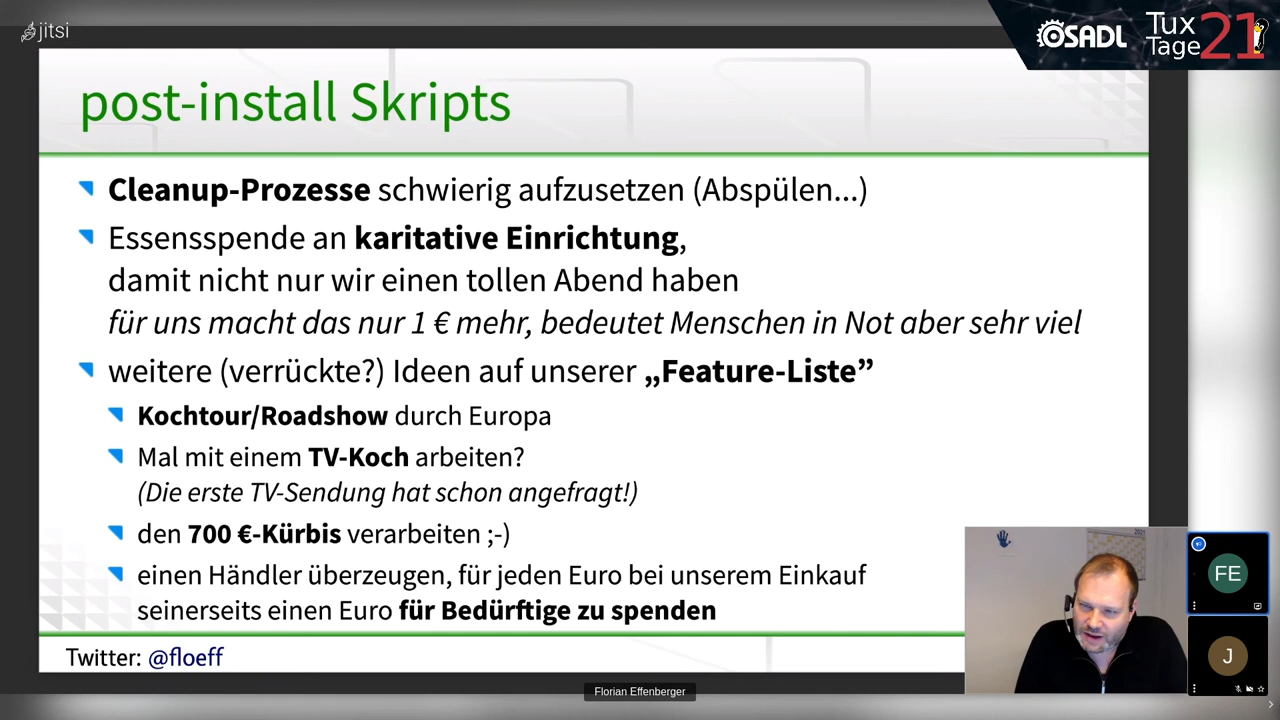 jitsi
OSADL
Tux
Tage
21
post-install Skripts
Cleanup-Prozesse schwierig aufzusetzen (Abspülen...)
Essensspende an karitative Einrichtung,
damit nicht nur wir einen tollen Abend haben
für uns macht das nur 1 € mehr, bedeutet Menschen in Not aber sehr viel
weitere (verrückte?) Ideen auf unserer „Feature-Liste”
Kochtour/Roadshow durch Europa
Mal mit einem TV-Koch arbeiten?
(Die erste TV-Sendung hat schon angefragt!)
den 700 €-Kürbis verarbeiten ;-)
einen Händler überzeugen, für jeden Euro bei unserem Einkauf
seinerseits einen Euro für Bedürftige zu spenden
Twitter: @floeff
FE
J
Florian Effenberger